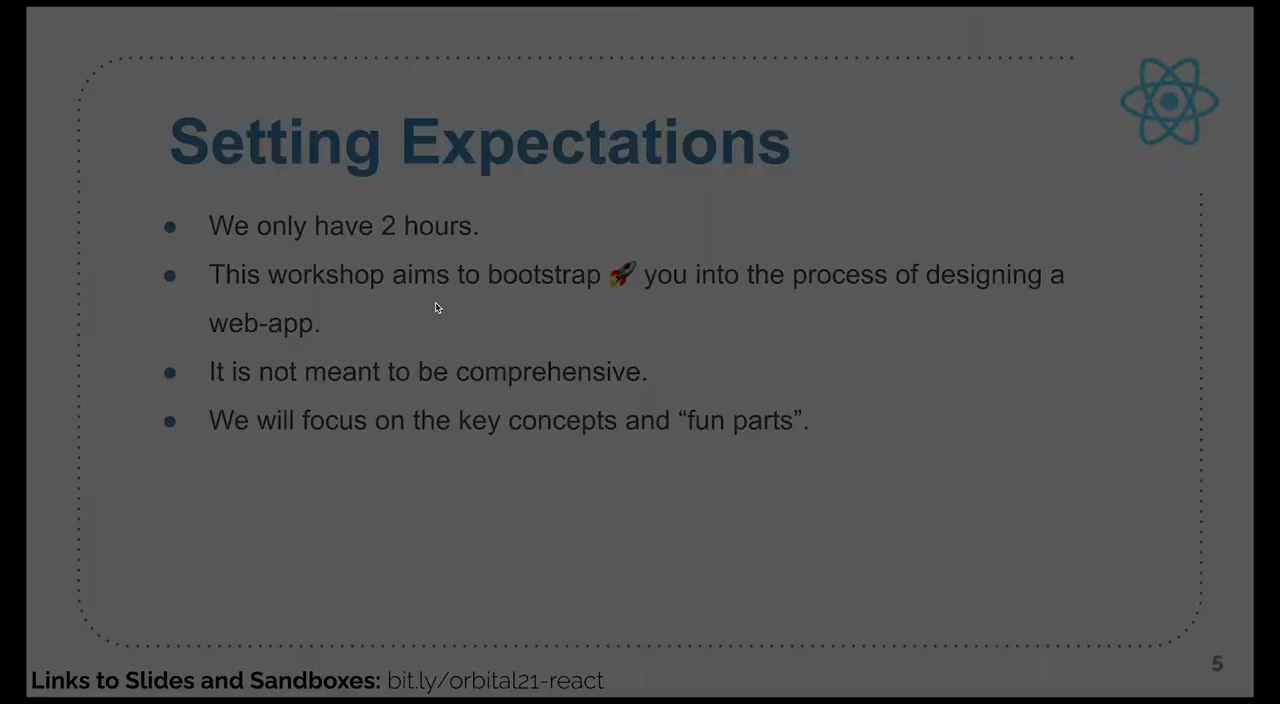 Setting Expectations
● We only have 2 hours.
● This workshop aims to bootstrap 🚀 you into the process of designing a
web-app.
● It is not meant to be comprehensive.
● We will focus on the key concepts and “fun parts”.
5
Links to Slides and Sandboxes: bit.ly/orbital21-react